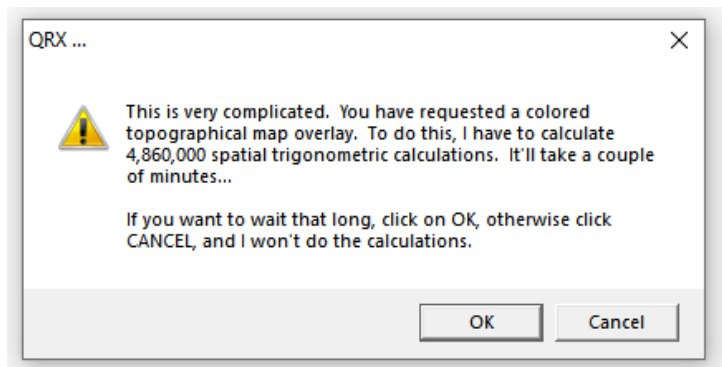 QRX ...
This is very complicated.  You have requested a colored
topographical map overlay. To do this, I have to calculate
4,860,000 spatial trigonometric calculations.  It'll take a couple
of minutes...
If you want to wait that long, click on OK, otherwise click
CANCEL, and I won't do the calculations.
OK
Cancel